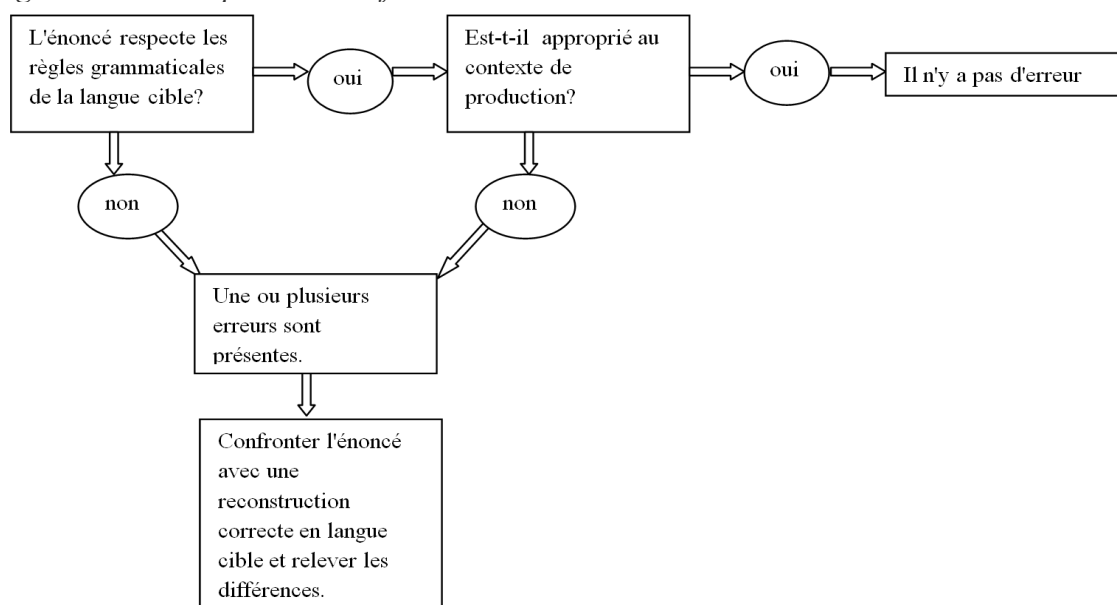 L'énoncé respecte les
règles grammaticales
de la langue cible?
oui
Est-t-il approprié au
contexte de
production?
oui
Il n'y a pas d'erreur
non
non
Une ou plusieurs
erreurs sont
présentes.
Confronter l'énoncé
avec une
reconstruction
correcte en langue
cible et relever les
différences.